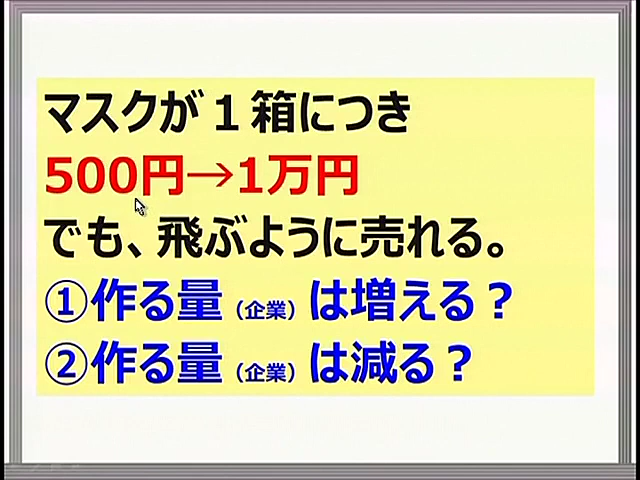 マスクが1箱につき
500円→1万円
でも、飛ぶように売れる。
①作る量（企業）は増える？
②作る量（企業）は減る？